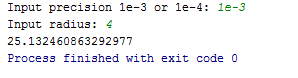 Input precision 1e-3 or 1e-4: 1e-3
Input radius: 4
25.132460863292977
Process finished with exit code 0